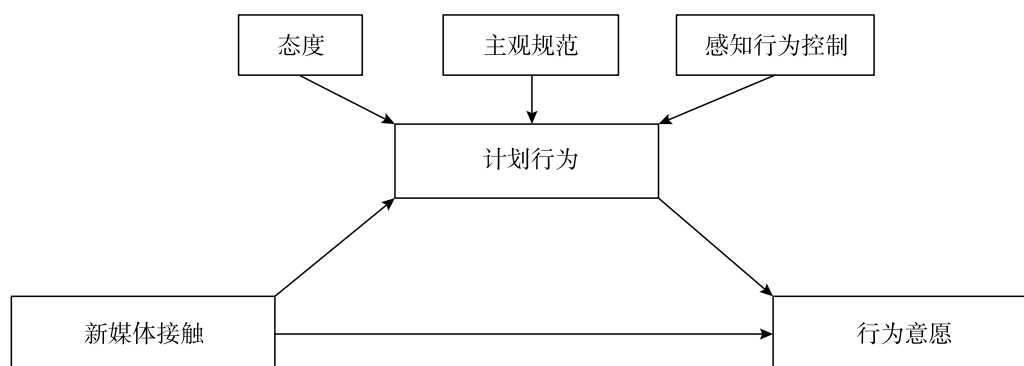 态度
主观规范
感知行为控制
计划行为
新媒体接触
行为意愿